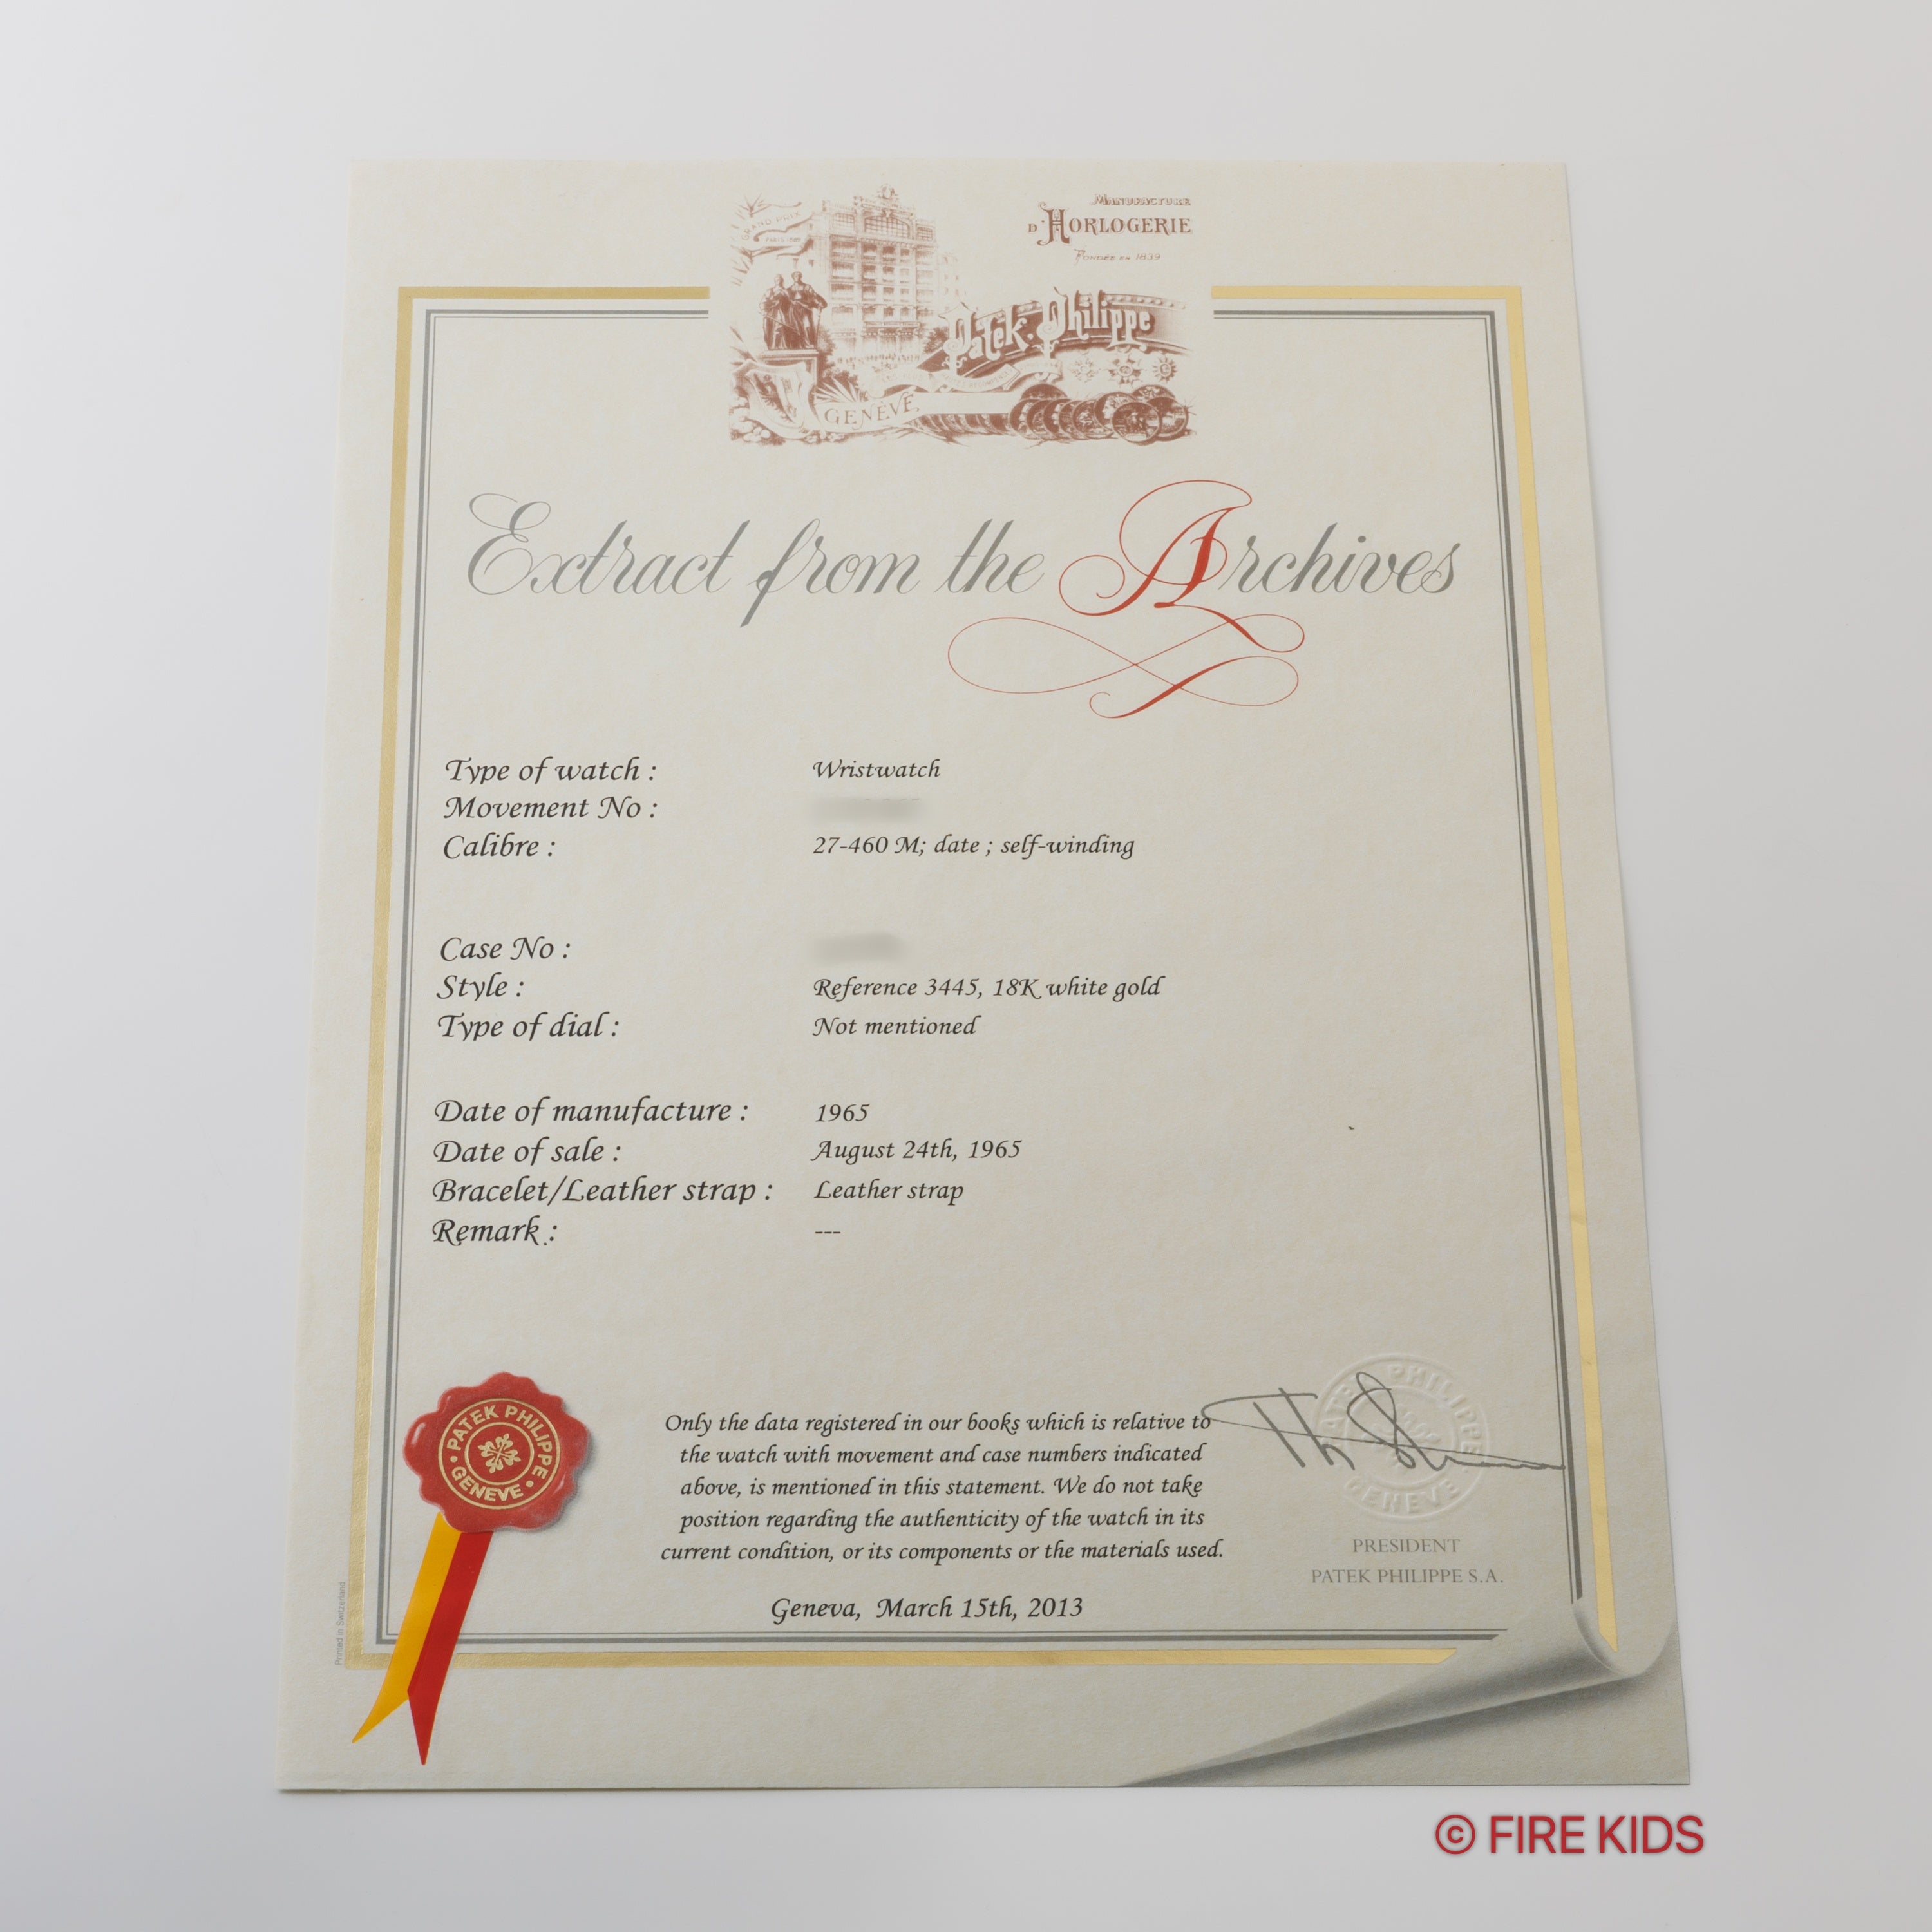 GRAND PRIX
MANUFACTURE
D'HORLOGERIE
FONDÉE EN 1839
Patek Philippe
GENÈVE
Extract from the Archives
Type of watch : Wristwatch
Movement No :
Calibre : 27-460 M; date ; self-winding
Case No :
Style : Reference 3445, 18K white gold
Type of dial : Not mentioned
Date of manufacture : 1965
Date of sale : August 24th, 1965
Bracelet/Leather strap : Leather strap
Remark : ---
PATEK PHILIPPE
GENEVE
Only the data registered in our books which is relative to
the watch with movement and case numbers indicated
above, is mentioned in this statement. We do not take
position regarding the authenticity of the watch in its
current condition, or its components or the materials used.
Geneva, March 15th, 2013
PATEK PHILIPPE
GENEVE
PRESIDENT
PATEK PHILIPPE S.A.
Printed in Switzerland
© FIRE KIDS